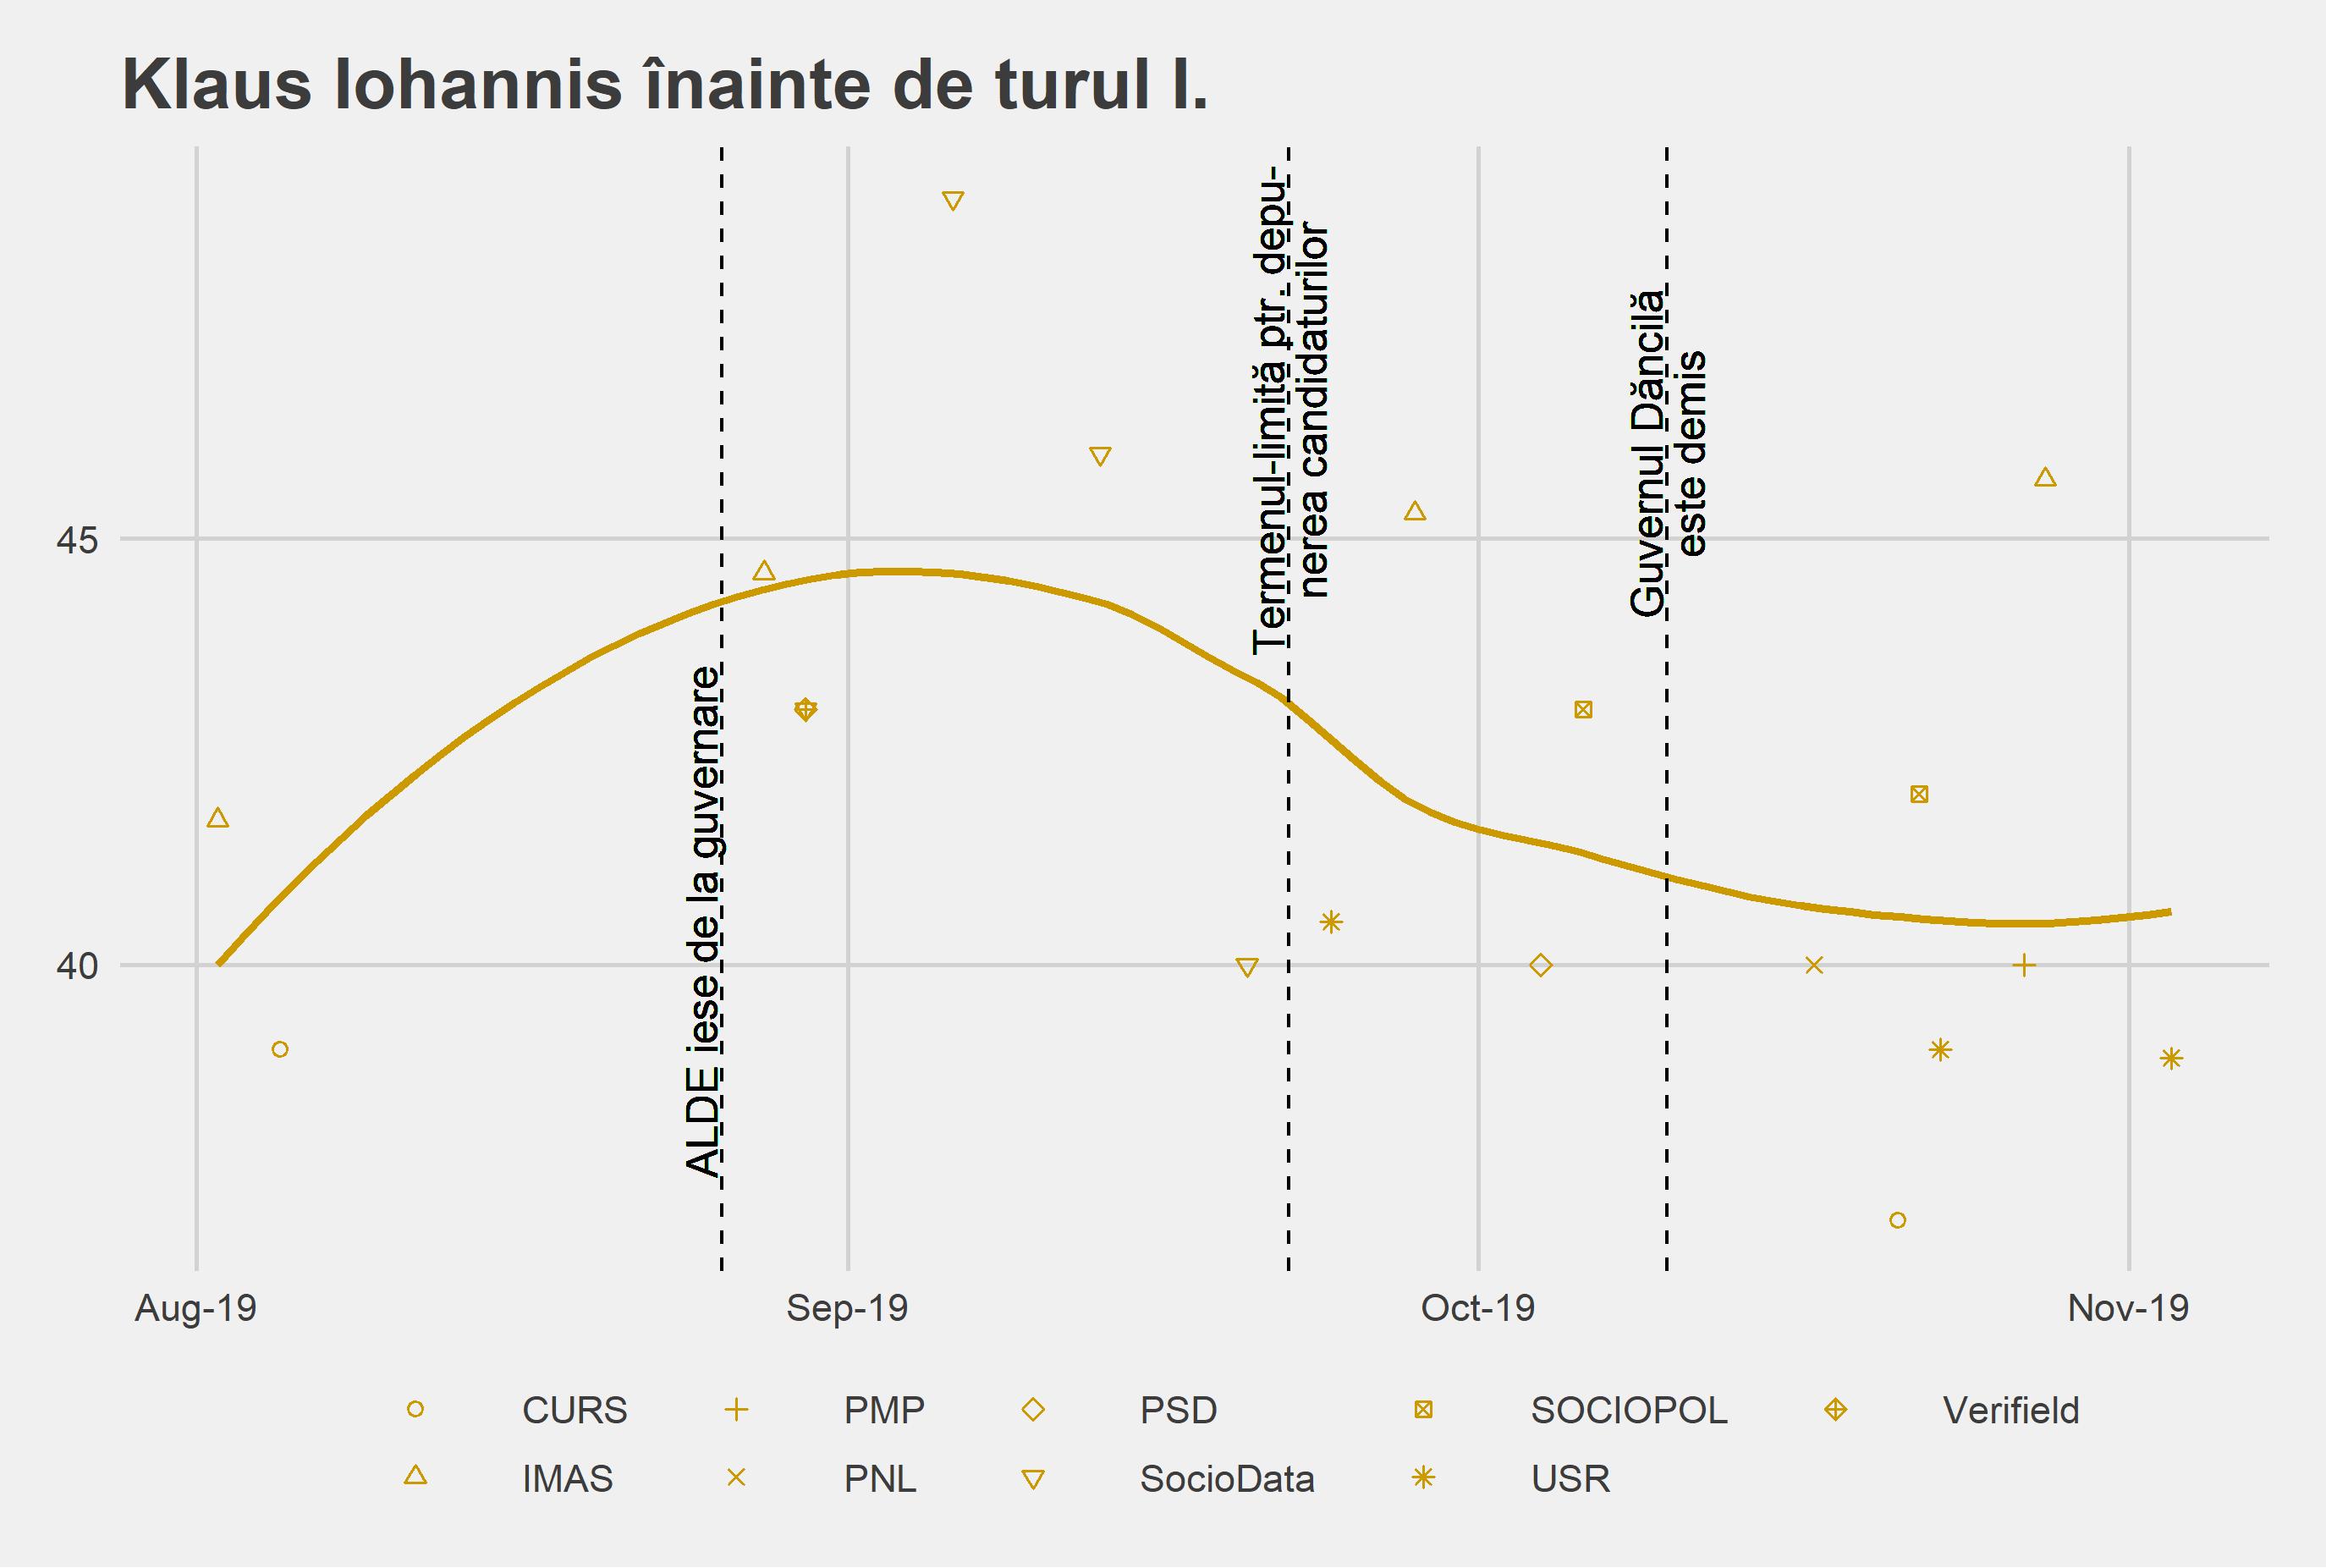 Klaus Iohannis înainte de turul I.
45
40
ALDE iese de la guvernare
Termenul-limită ptr. depu-
nerea candidaturilor
Guvernul Dăncilă
este demis
Aug-19
Sep-19
Oct-19
Nov-19
CURS
PMP
PSD
SOCIOPOL
Verifield
IMAS
PNL
SocioData
USR